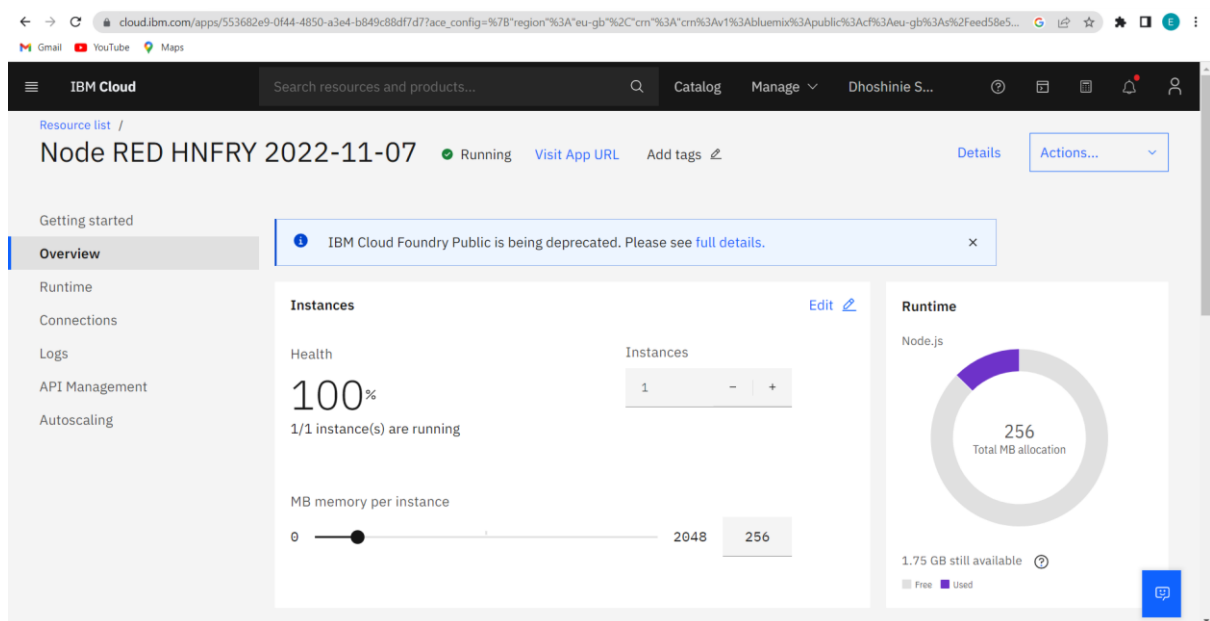 cloud.ibm.com/apps/553682e9-0f44-4850-a3e4-b849c88df7d7?ace_config=%7B"region"%3A"eu-gb"%2C"crn"%3A"crn%3Av1%3Abluemix%3Apublic%3Acf%3Aeu-gb%3As%2Feed58e5...
G
E
Gmail YouTube Maps
IBM Cloud Search resources and products... Catalog Manage Dhoshinie S...
Resource list /
Node RED HNFRY 2022-11-07 Running Visit App URL Add tags Details Actions...
Getting started
Overview
Runtime
Connections
Logs
API Management
Autoscaling
IBM Cloud Foundry Public is being deprecated. Please see full details.
Instances Edit
Health
100%
1/1 instance(s) are running
Instances
1 - +
MB memory per instance
0 2048 256
Runtime
Node.js
256
Total MB allocation
1.75 GB still available
Free Used